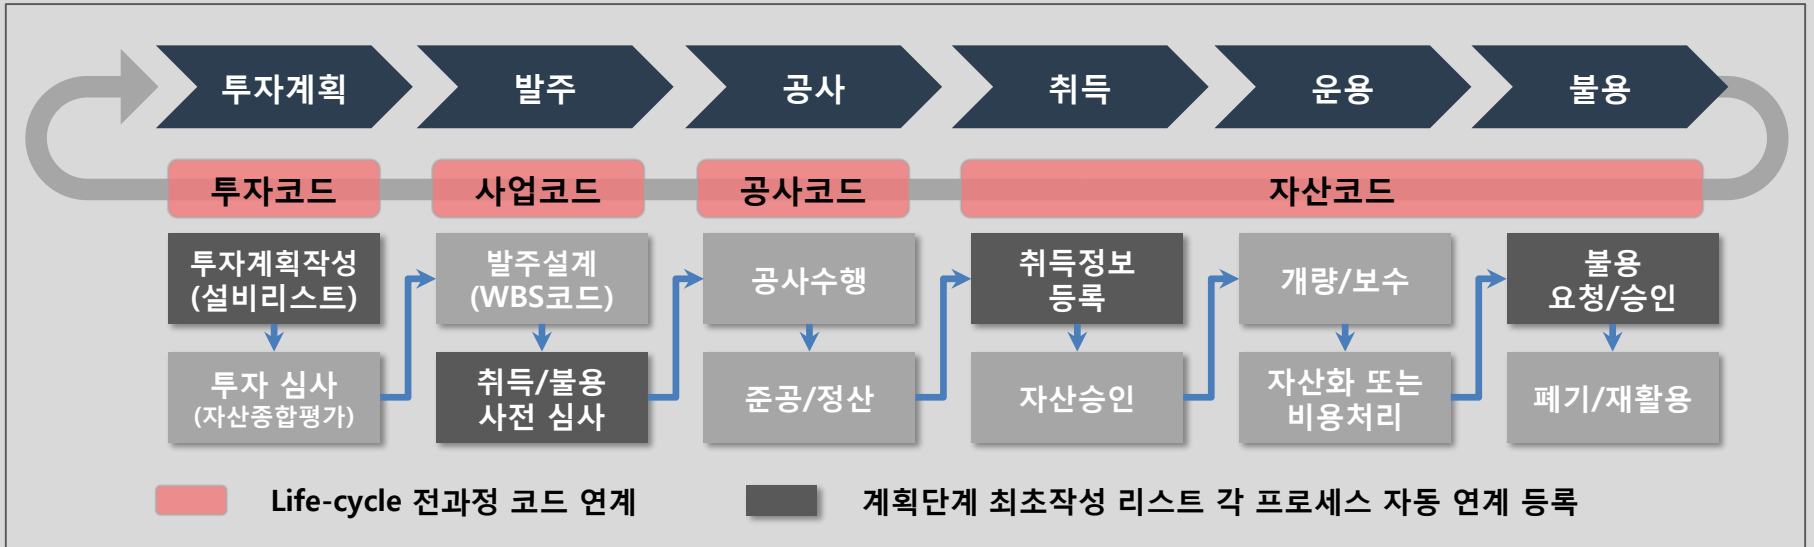 투자계획
발주
공사
취득
운용
불용
투자코드
사업코드
공사코드
자산코드
투자계획작성
(설비리스트)
발주설계
(WBS코드)
공사수행
취득정보
등록
개량/보수
불용
요청/승인
투자 심사
(자산종합평가)
취득/불용
사전 심사
준공/정산
자산승인
자산화 또는
비용처리
폐기/재활용
Life-cycle 전과정 코드 연계
계획단계 최초작성 리스트 각 프로세스 자동 연계 등록